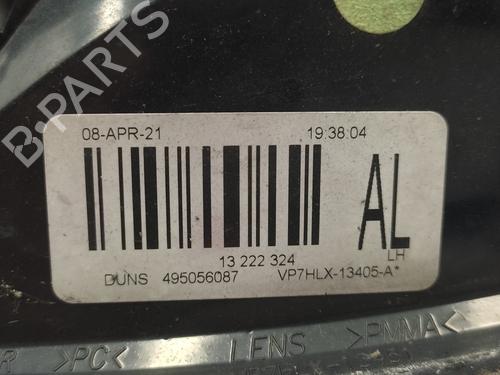 B-PARTS
08-APR-21 19:38:04
AL
LH
13 222 324
DUNS 495056087 VP7HLX-13405-A*
R >PC< LENS >PMMA<